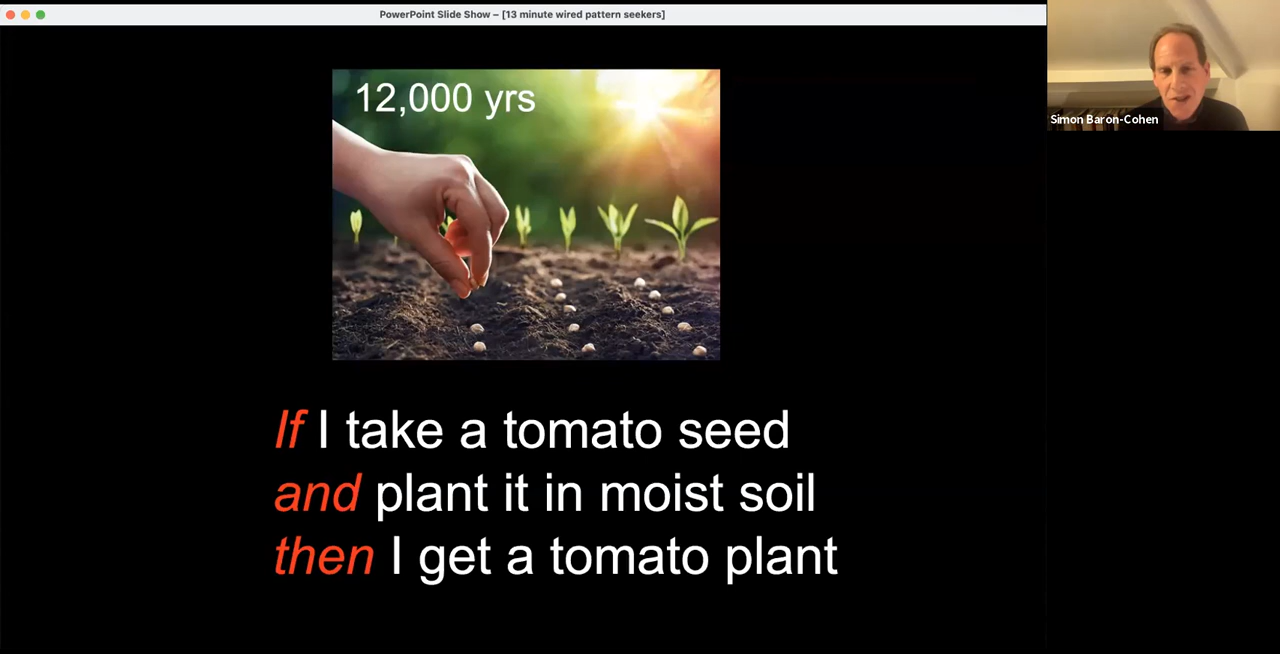 PowerPoint Slide Show – [13 minute wired pattern seekers]
Simon Baron-Cohen
12,000 yrs
If I take a tomato seed
and plant it in moist soil
then I get a tomato plant